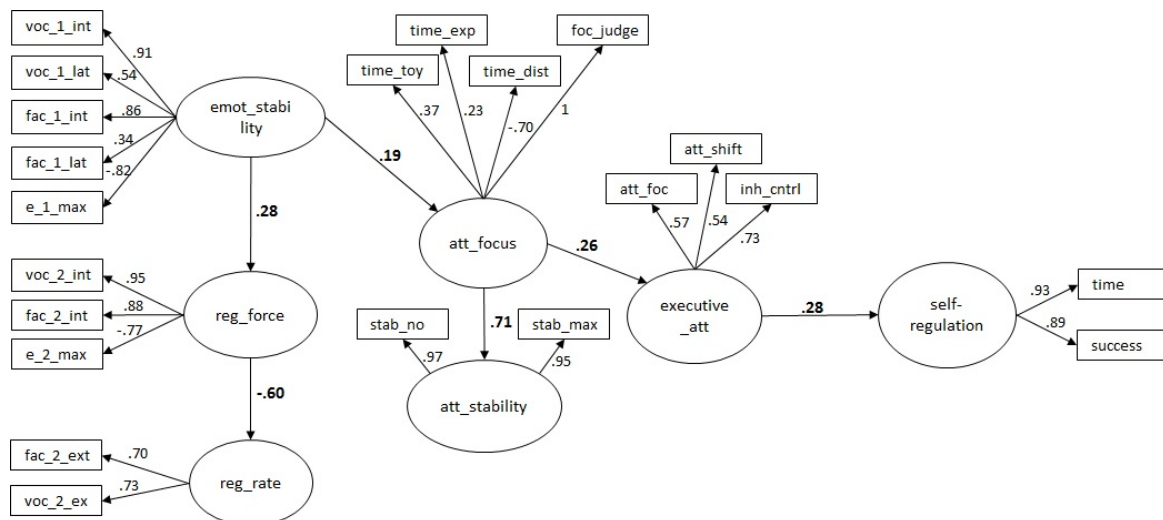 voc_1_int
.91
voc_1_lat
.54
fac_1_int
.86
fac_1_lat
.34
-.82
e_1_max
emot_stabi
lity
.19
.28
time_exp
foc_judge
time_toy
time_dist
.37
.23
-.70
1
att_focus
.26
.71
att_shift
att_foc
inh_cntrl
.57
.54
.73
executive
_att
.28
self-
regulation
.93
time
.89
success
voc_2_int
.95
fac_2_int
.88
-.77
e_2_max
reg_force
-.60
stab_no
stab_max
.97
.95
att_stability
fac_2_ext
.70
voc_2_ex
.73
reg_rate